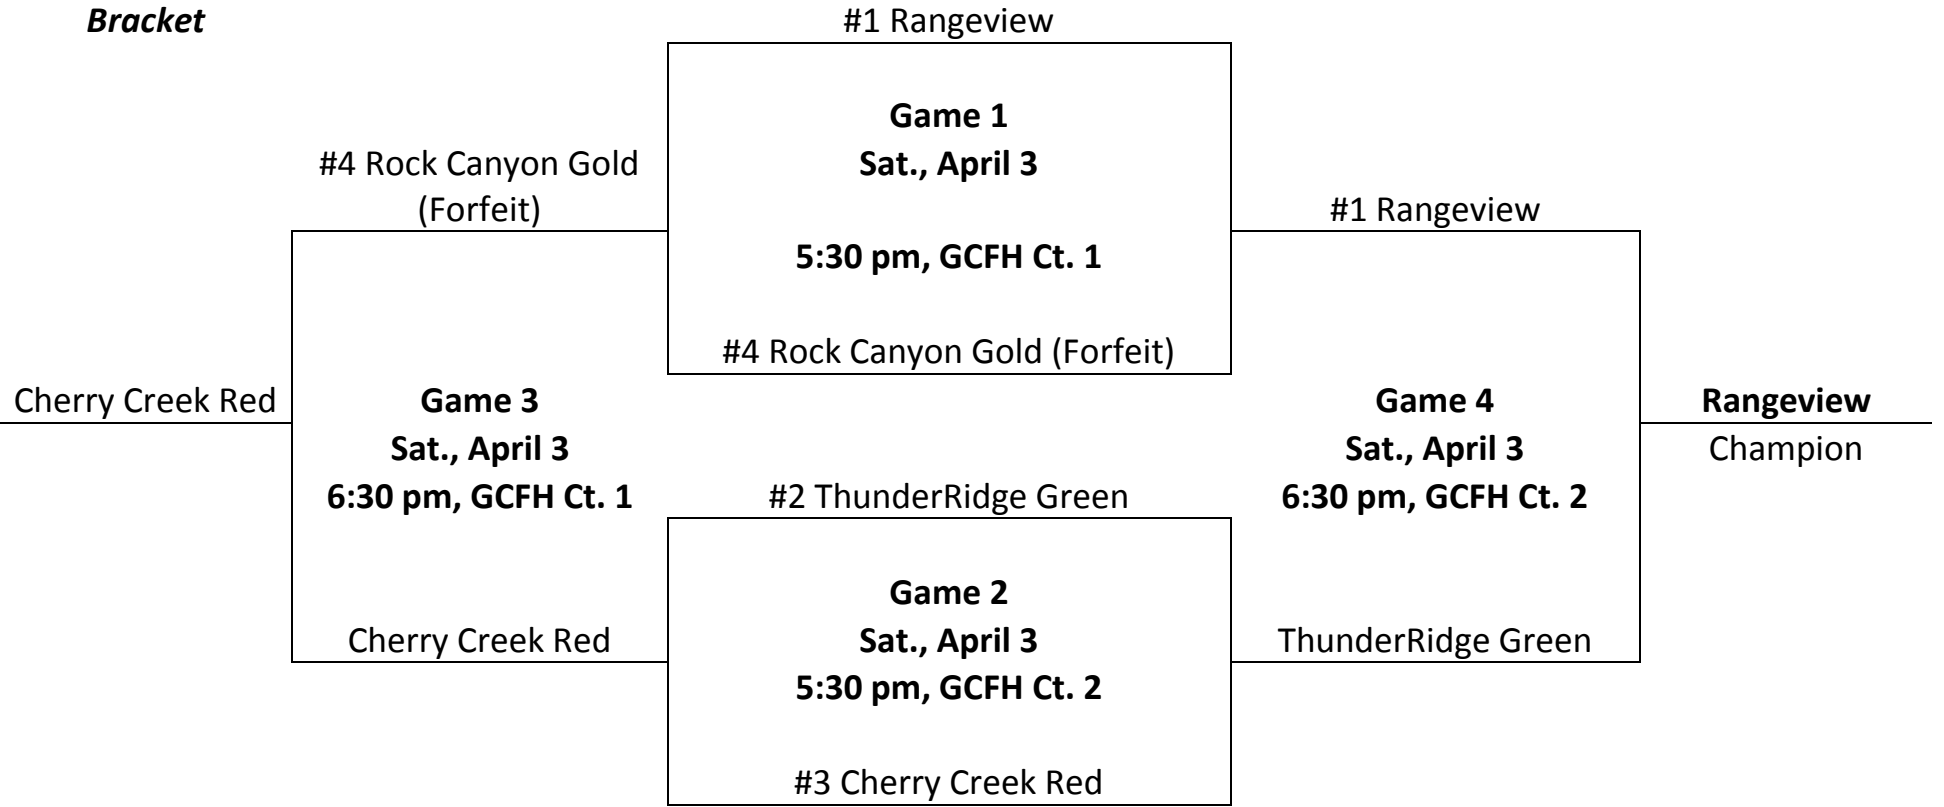 Bracket
#1 Rangeview
Game 1
#4 Rock Canyon Gold
Sat., April 3
(Forfeit)
#1 Rangeview
5:30 pm, GCFH Ct. 1
#4 Rock Canyon Gold (Forfeit)
Cherry Creek Red
Game 3
Game 4
Rangeview
Sat., April 3
Sat., April 3
Champion
6:30 pm, GCFH Ct. 1
#2 ThunderRidge Green
6:30 pm, GCFH Ct. 2
Game 2
Cherry Creek Red
Sat., April 3
ThunderRidge Green
5:30 pm, GCFH Ct. 2
#3 Cherry Creek Red